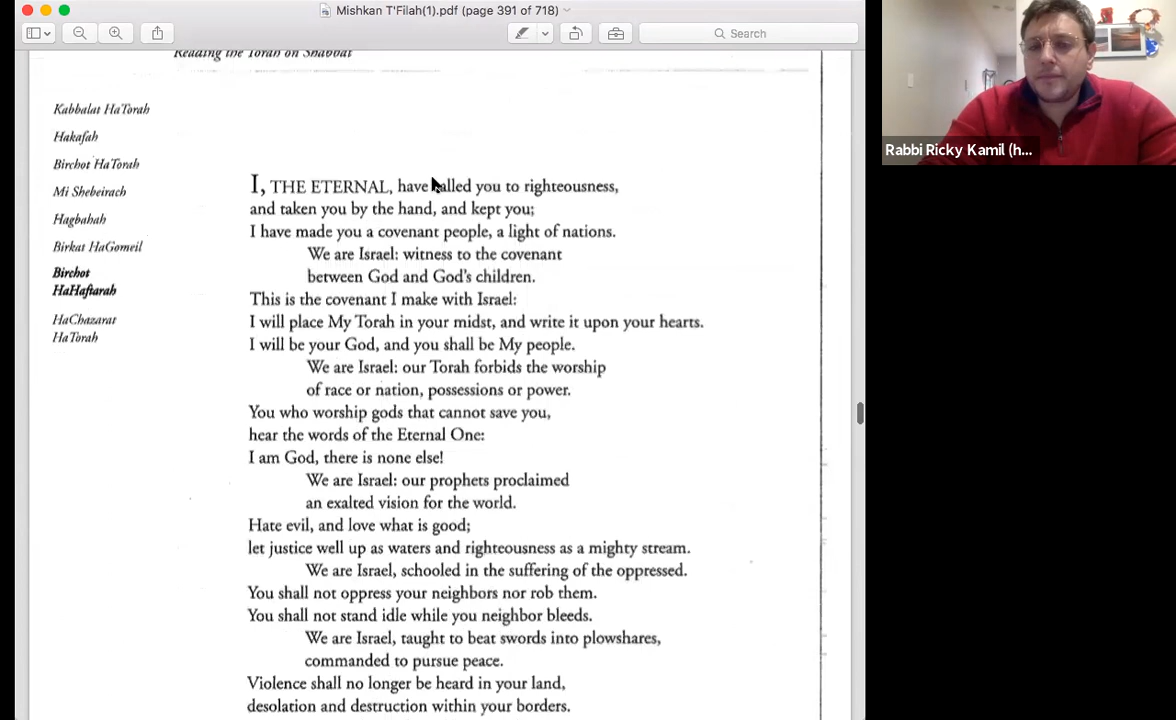 Mishkan T'Filah(1).pdf (page 391 of 718)
Search
Reading the Torah on Shabbat
Kabbalat HaTorah
Hakafah
Birchot HaTorah
Mi Shebeirach
Hagbahah
Birkat HaGomeil
Birchot
HaHaftarah
HaChazarat
HaTorah
I, THE ETERNAL, have called you to righteousness,
and taken you by the hand, and kept you;
I have made you a covenant people, a light of nations.
We are Israel: witness to the covenant
between God and God's children.
This is the covenant I make with Israel:
I will place My Torah in your midst, and write it upon your hearts.
I will be your God, and you shall be My people.
We are Israel: our Torah forbids the worship
of race or nation, possessions or power.
You who worship gods that cannot save you,
hear the words of the Eternal One:
I am God, there is none else!
We are Israel: our prophets proclaimed
an exalted vision for the world.
Hate evil, and love what is good;
let justice well up as waters and righteousness as a mighty stream.
We are Israel, schooled in the suffering of the oppressed.
You shall not oppress your neighbors nor rob them.
You shall not stand idle while you neighbor bleeds.
We are Israel, taught to beat swords into plowshares,
commanded to pursue peace.
Violence shall no longer be heard in your land,
desolation and destruction within your borders.
Rabbi Ricky Kamil (h...